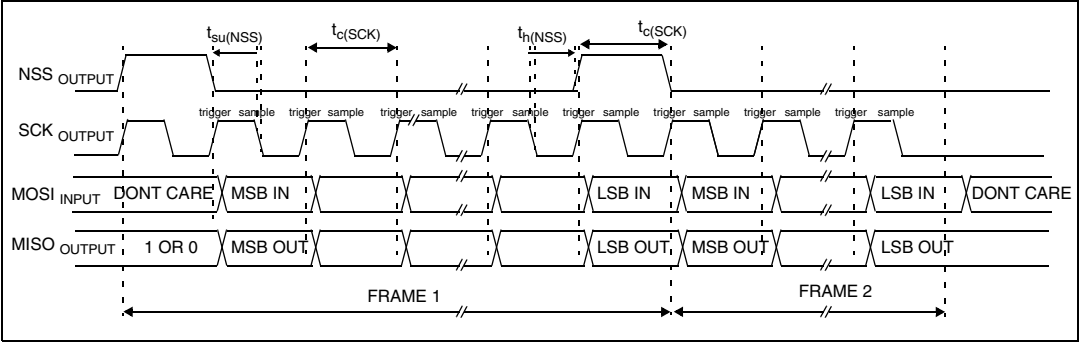 tsu(NSS) tc(SCK) th(NSS) tc(SCK)
NSS OUTPUT
trigger sample trigger sample trigger sample trigger sample trigger sample trigger sample trigger sample trigger sample
SCK OUTPUT
MOSI INPUT DONT CARE MSB IN LSB IN MSB IN LSB IN DONT CARE
MISO OUTPUT 1 OR 0 MSB OUT LSB OUT MSB OUT LSB OUT
FRAME 1 FRAME 2